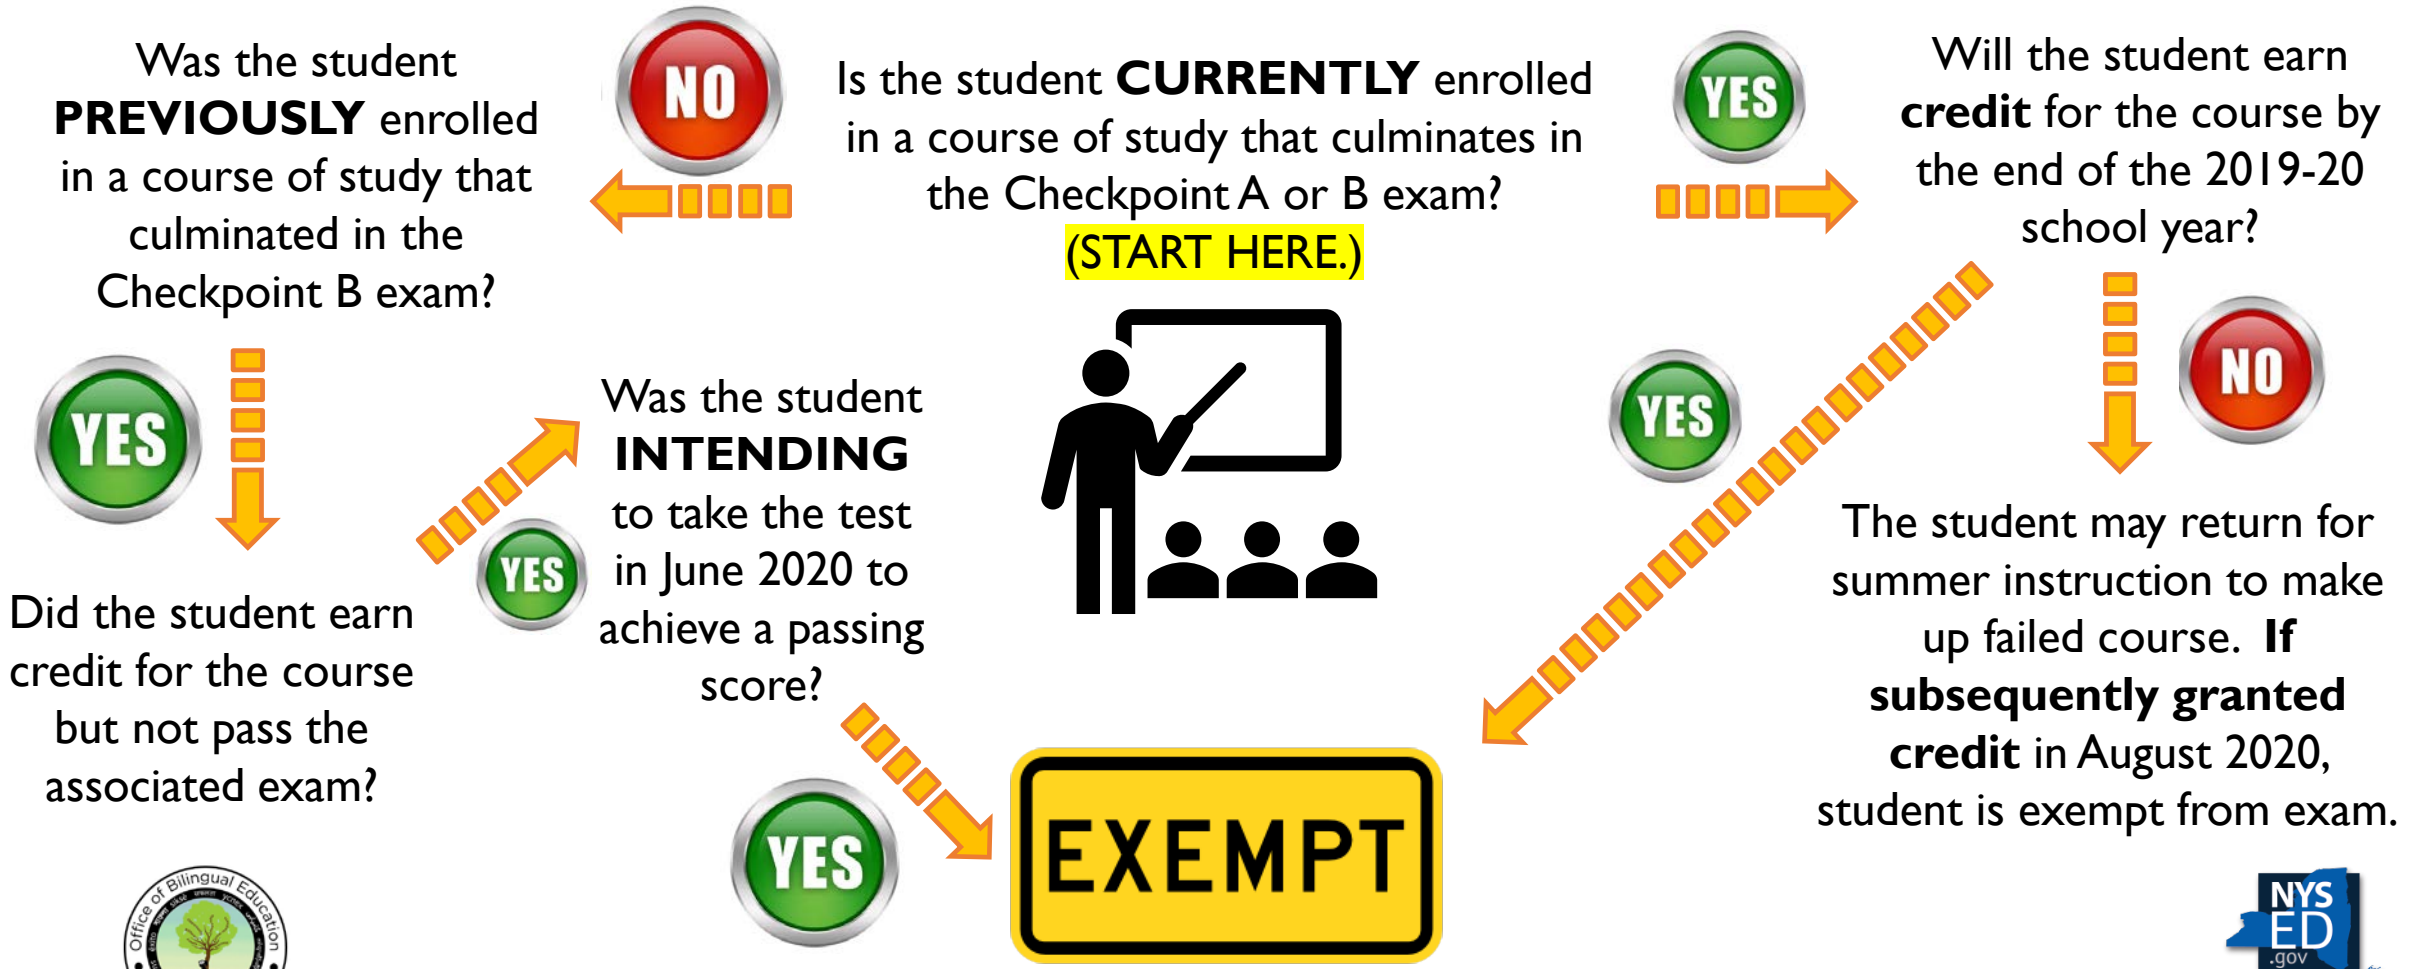 Is the student CURRENTLY enrolled
in a course of study that culminates in
the Checkpoint A or B exam?
(START HERE.)
NO
Was the student
PREVIOUSLY enrolled
in a course of study that
culminated in the
Checkpoint B exam?
YES
Did the student earn
credit for the course
but not pass the
associated exam?
YES
Was the student
INTENDING
to take the test
in June 2020 to
achieve a passing
score?
YES
EXEMPT
YES
Will the student earn
credit for the course by
the end of the 2019-20
school year?
YES
NO
The student may return for
summer instruction to make
up failed course. If
subsequently granted
credit in August 2020,
student is exempt from exam.
Office of Bilingual Education
NYS
ED
.gov